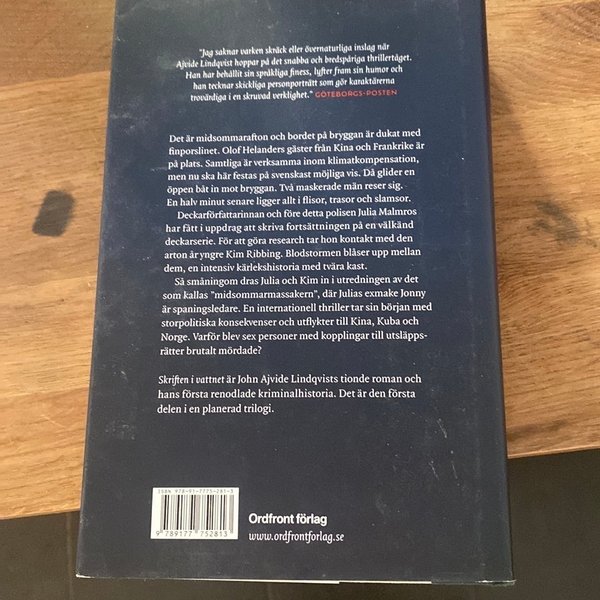 "Jag saknar varken skräck eller övernaturliga inslag när
Ajvide Lindqvist hoppar på det snabba och bredspåriga thrillertåget.
Han har behållit sin språkliga finess, lyfter fram sin humor och
han tecknar skickliga personporträtt som gör karaktärerna
trovärdiga i en skruvad verklighet." GÖTEBORGS-POSTEN
Det är midsommarafton och bordet på bryggan är dukat med
finporslinet. Olof Helanders gäster från Kina och Frankrike är
på plats. Samtliga är verksamma inom klimatkompensation,
men nu ska här festas på svenskast möjliga vis. Då glider en
öppen båt in mot bryggan. Två maskerade män reser sig.
En halv minut senare ligger allt i flisor, trasor och slamsor.
Deckarförfattarinnan och före detta polisen Julia Malmros
har fått i uppdrag att skriva fortsättningen på en välkänd
deckarserie. För att göra research tar hon kontakt med den
arton år yngre Kim Ribbing. Blodstormen blåser upp mellan
dem, en intensiv kärlekshistoria med tvära kast.
Så småningom dras Julia och Kim in i utredningen av det
som kallas "midsommarmassakern", där Julias exmake Jonny
är spaningsledare. En internationell thriller tar sin början med
storpolitiska konsekvenser och utflykter till Kina, Kuba och
Norge. Varför blev sex personer med kopplingar till utsläpps-
rätter brutalt mördade?
Skriften i vattnet är John Ajvide Lindqvists tionde roman och
hans första renodlade kriminalhistoria. Det är den första
delen i en planerad trilogi.
ISBN 978-91-7775-281-3
9 789177 752813
Ordfront förlag
www.ordfrontforlag.se